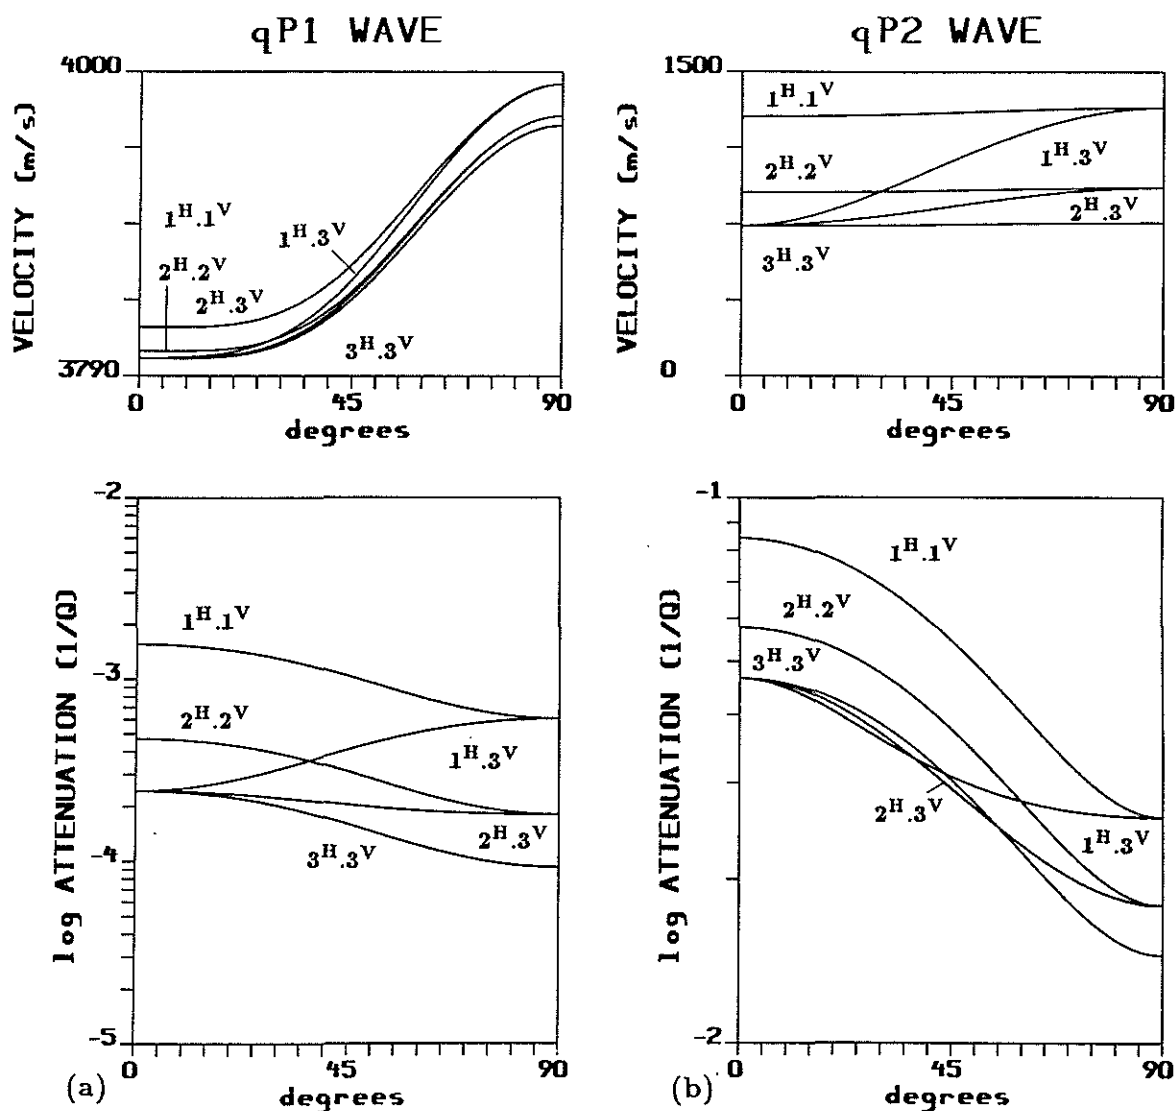 qP1 WAVE
4000
VELOCITY (m/s)
1H.1V
1H.3V
2H.2V
2H.3V
3H.3V
3790
0 45 90
degrees
qP2 WAVE
1500
VELOCITY (m/s)
1H.1V
1H.3V
2H.2V
2H.3V
3H.3V
0
0 45 90
degrees
-2
log ATTENUATION (1/Q)
1H.1V
-3
2H.2V
1H.3V
2H.3V
3H.3V
-4
-5
0 45 90
(a) degrees
-1
log ATTENUATION (1/Q)
1H.1V
2H.2V
3H.3V
2H.3V
1H.3V
-2
0 45 90
(b) degrees